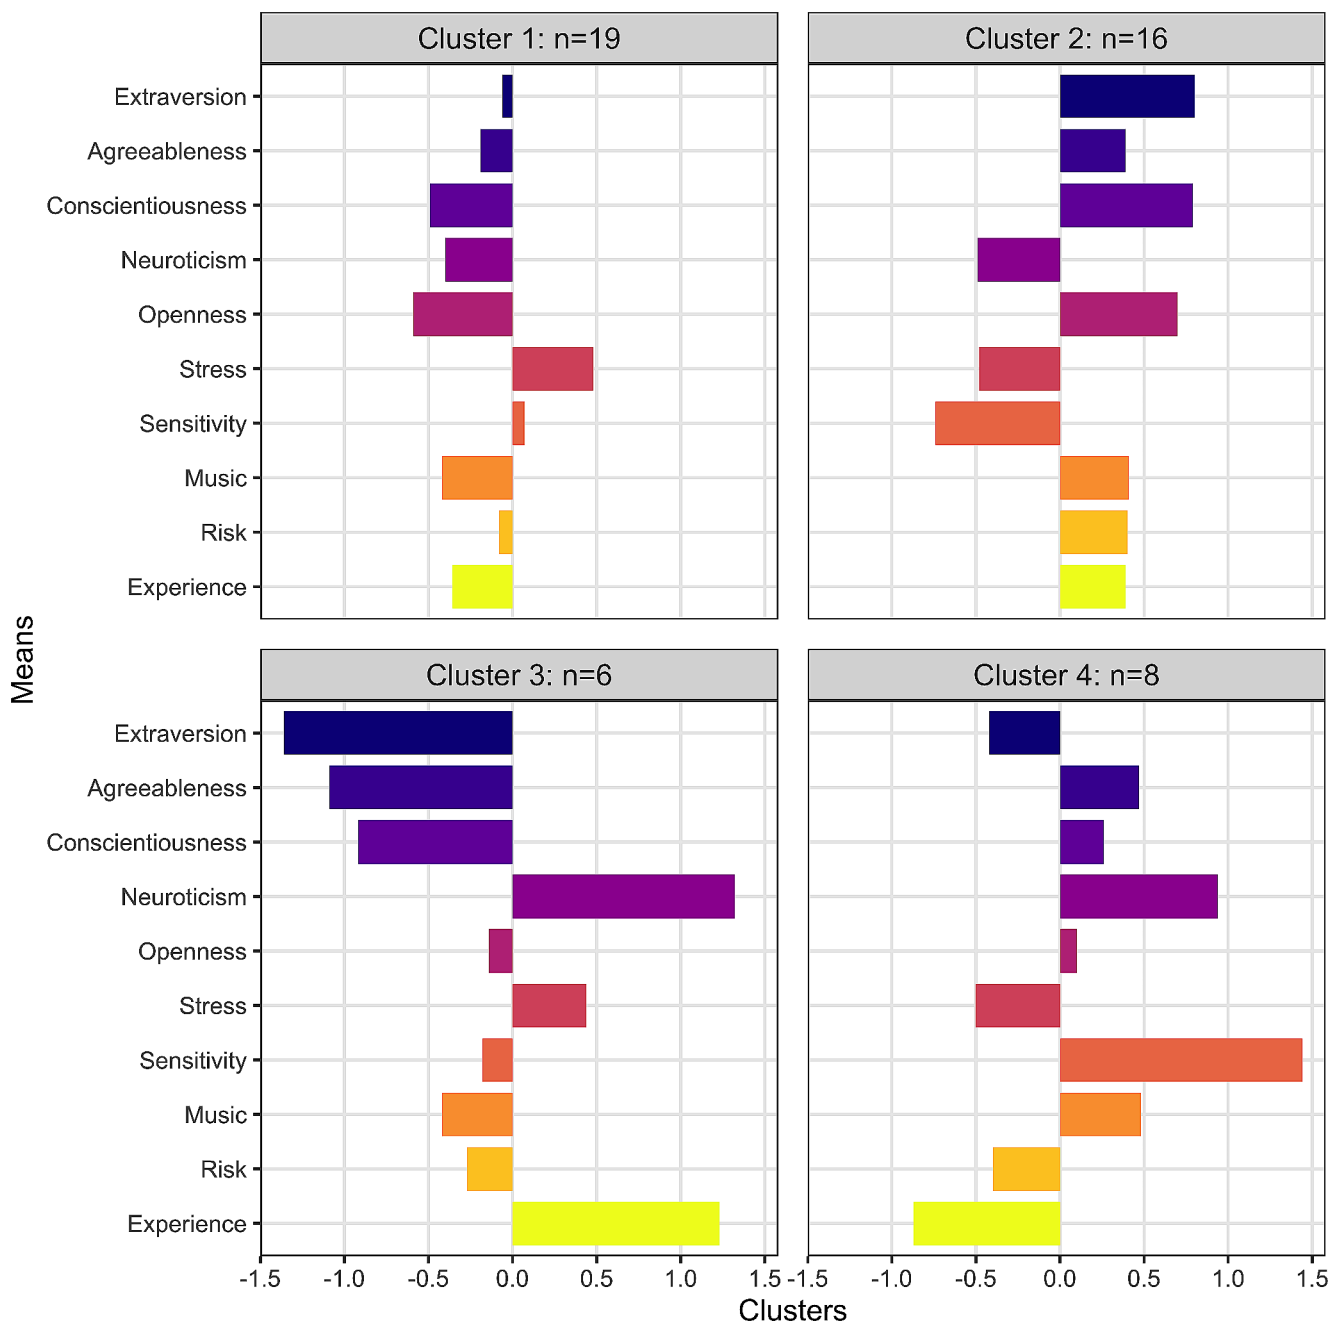 Cluster 1: n=19
Cluster 2: n=16
Extraversion
Agreeableness
Conscientiousness
Neuroticism
Openness
Stress
Sensitivity
Music
Risk
Experience
Means
Cluster 3: n=6
Cluster 4: n=8
Extraversion
Agreeableness
Conscientiousness
Neuroticism
Openness
Stress
Sensitivity
Music
Risk
Experience
-1.5 -1.0 -0.5 0.0 0.5 1.0 1.5 -1.5 -1.0 -0.5 0.0 0.5 1.0 1.5
Clusters